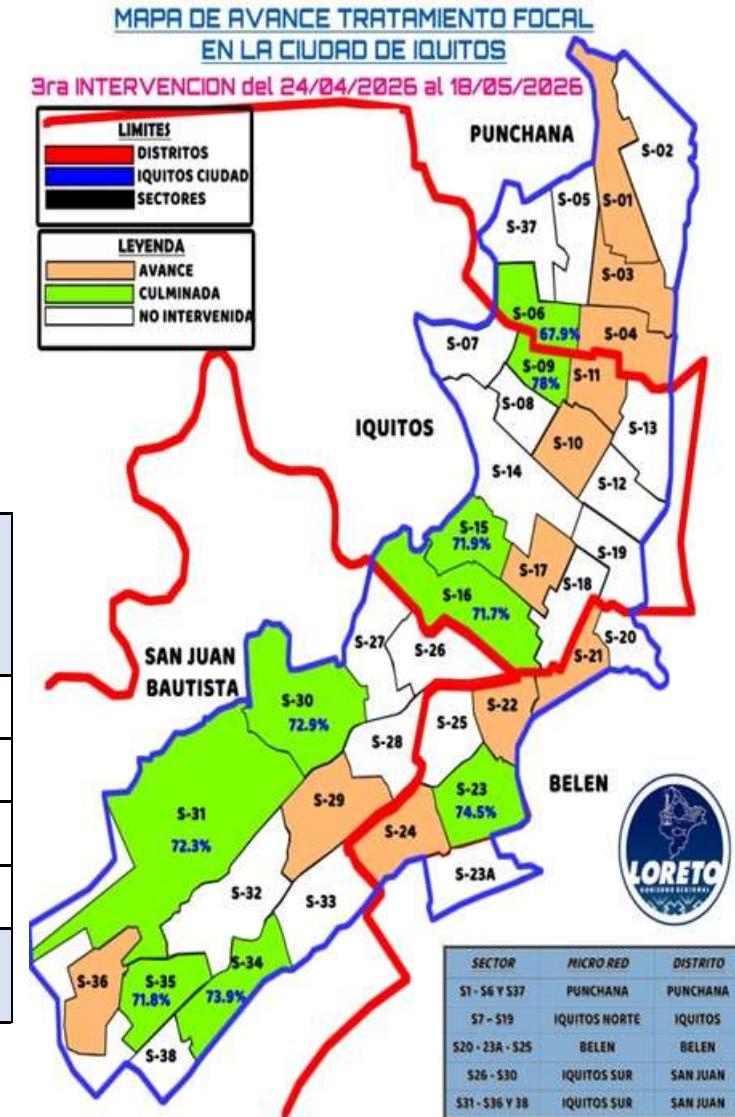 MAPA DE AVANCE TRATAMIENTO FOCAL
EN LA CIUDAD DE IQUITOS
3ra INTERVENCION del 24/04/2026 al 18/05/2026
LIMITES
DISTRITOS
IQUITOS CIUDAD
SECTORES
LEYENDA
AVANCE
CULMINADA
NO INTERVENIDA
PUNCHANA
S-02
S-05
S-01
S-37
S-03
S-06
67.9%
S-04
S-07
S-09
78%
S-11
S-08
IQUITOS
S-10
S-13
S-14
S-12
S-15
71.9%
S-17
S-19
S-18
S-16
71.7%
S-20
S-21
S-27
S-26
SAN JUAN
BAUTISTA
S-30
72.9%
S-22
S-25
S-28
BELEN
S-23
74.5%
S-29
S-31
72.3%
S-24
S-23A
S-32
S-33
S-34
73.9%
S-36
S-35
71.8%
S-38
LORETO
GOBIERNO REGIONAL
SECTOR MICRO RED DISTRITO
S1 - S6 Y S37 PUNCHANA PUNCHANA
S7 - S19 IQUITOS NORTE IQUITOS
S20 - 23A - S25 BELEN BELEN
S26 - S30 IQUITOS SUR SAN JUAN
S31 - S36 Y 38 IQUITOS SUR SAN JUAN